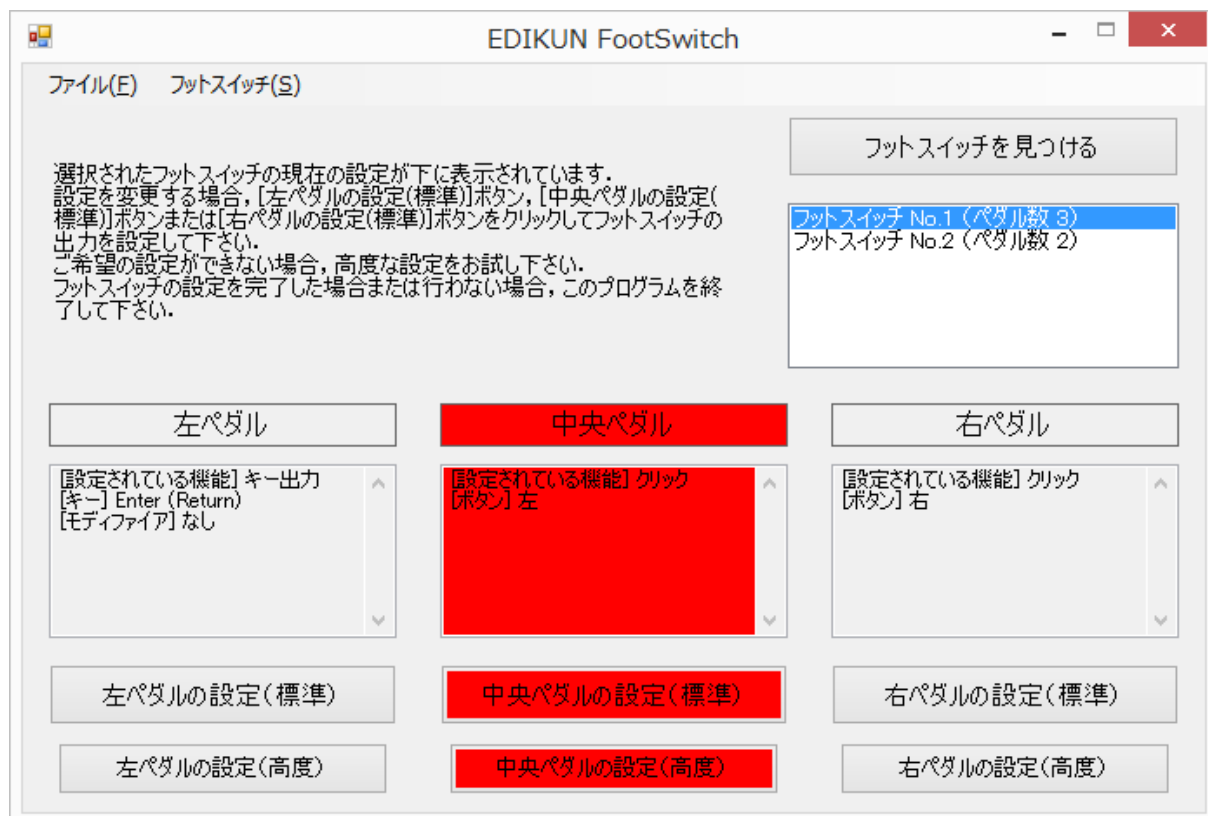 EDIKUN FootSwitch
ファイル(F) フットスイッチ(S)
フットスイッチを見つける
選択されたフットスイッチの現在の設定が下に表示されています.
設定を変更する場合, [左ペダルの設定(標準)]ボタン, [中央ペダルの設定(
標準)]ボタンまたは[右ペダルの設定(標準)]ボタンをクリックしてフットスイッチの
出力を設定して下さい.
ご希望の設定ができない場合, 高度な設定をお試し下さい.
フットスイッチの設定を完了した場合または行わない場合, このプログラムを終
了して下さい.
フットスイッチ No.1 (ペダル数 3)
フットスイッチ No.2 (ペダル数 2)
左ペダル
[設定されている機能] キー出力
[キー] Enter (Return)
[モディファイア] なし
中央ペダル
[設定されている機能] クリック
[ボタン] 左
右ペダル
[設定されている機能] クリック
[ボタン] 右
左ペダルの設定(標準)
中央ペダルの設定(標準)
右ペダルの設定(標準)
左ペダルの設定(高度)
中央ペダルの設定(高度)
右ペダルの設定(高度)